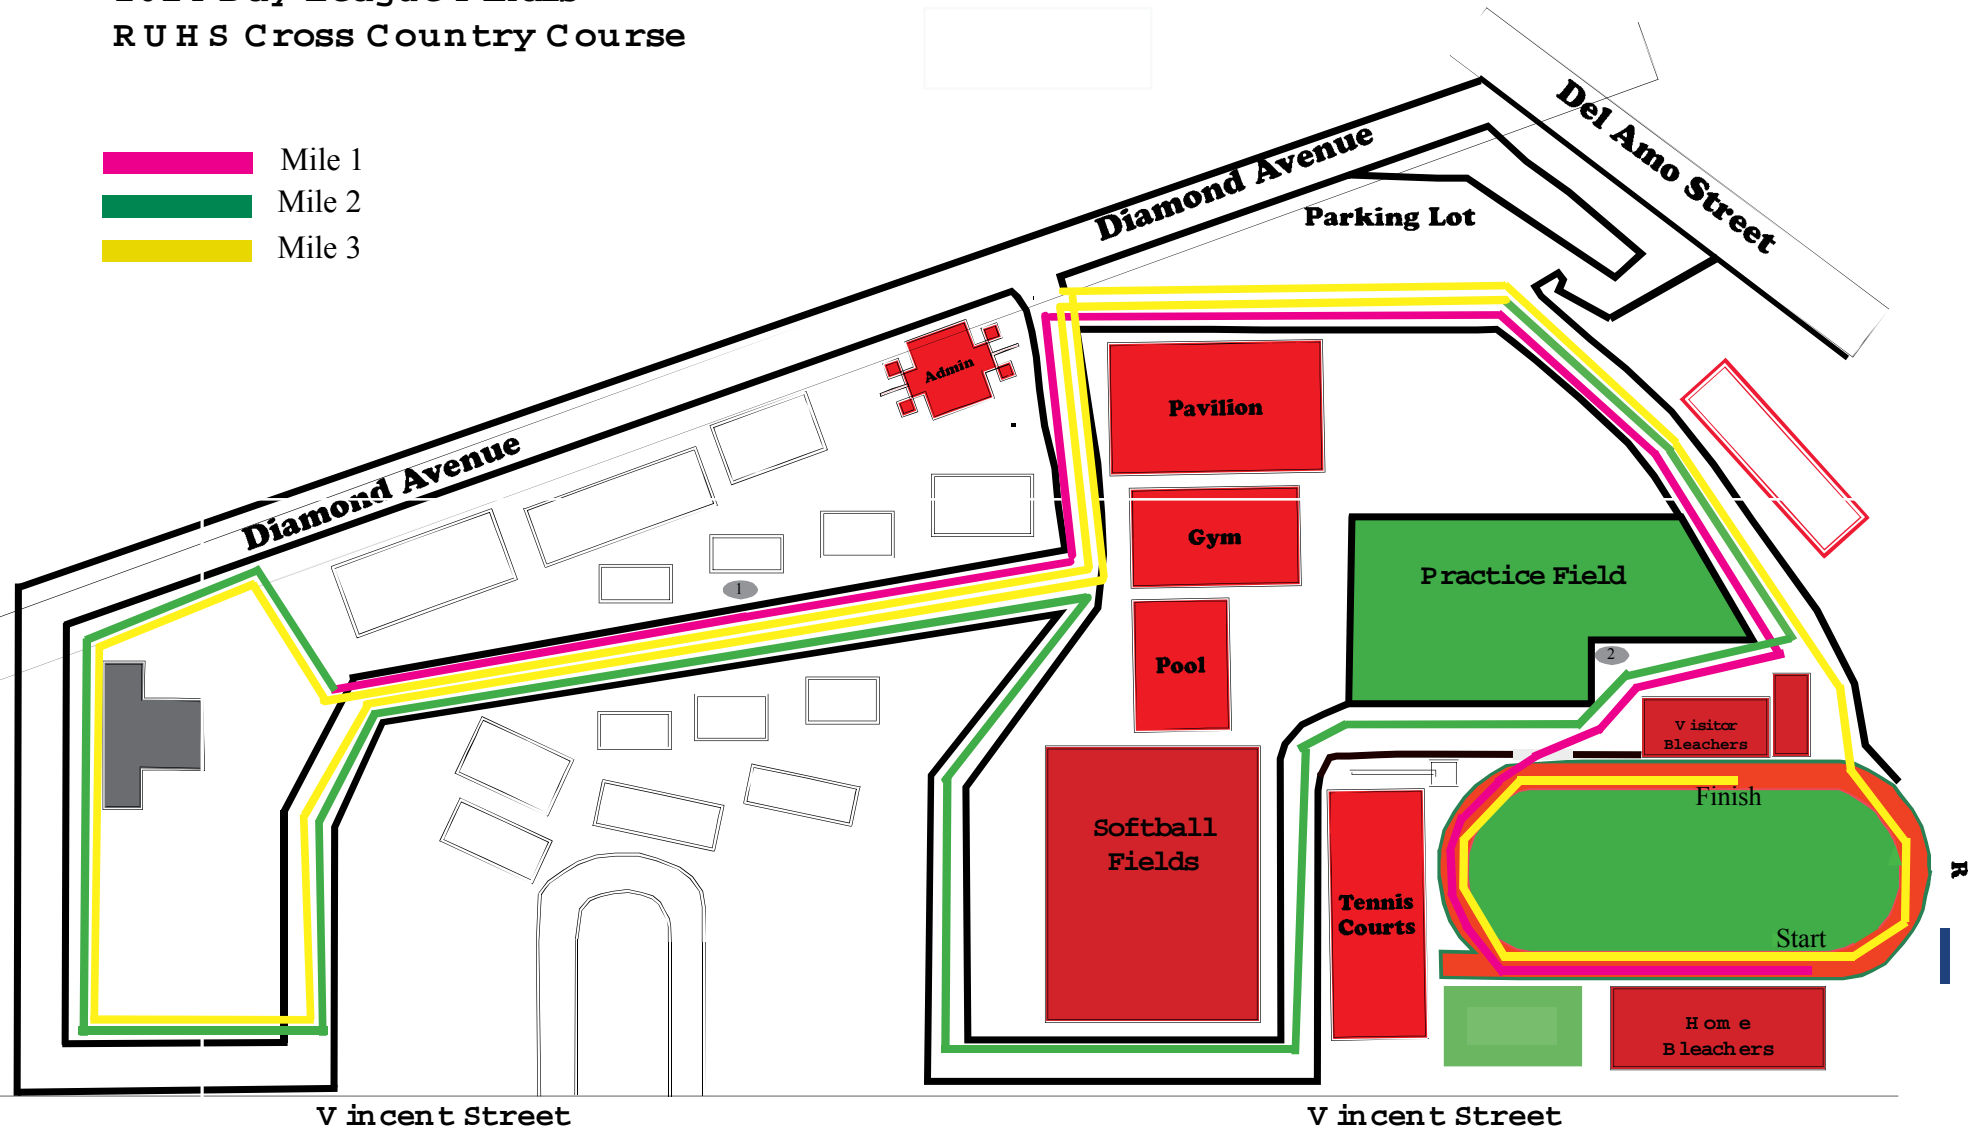 RUHS Cross Country Course
Mile 1
Mile 2
Mile 3
Del Amo Street
Diamond Avenue
Parking Lot
Admin
Pavilion
Diamond Avenue
Gym
Practice Field
1
2
Pool
Visitor
Bleachers
Finish
Softball
Fields
R
Tennis
Courts
Start
Home
Bleachers
Vincent Street
Vincent Street